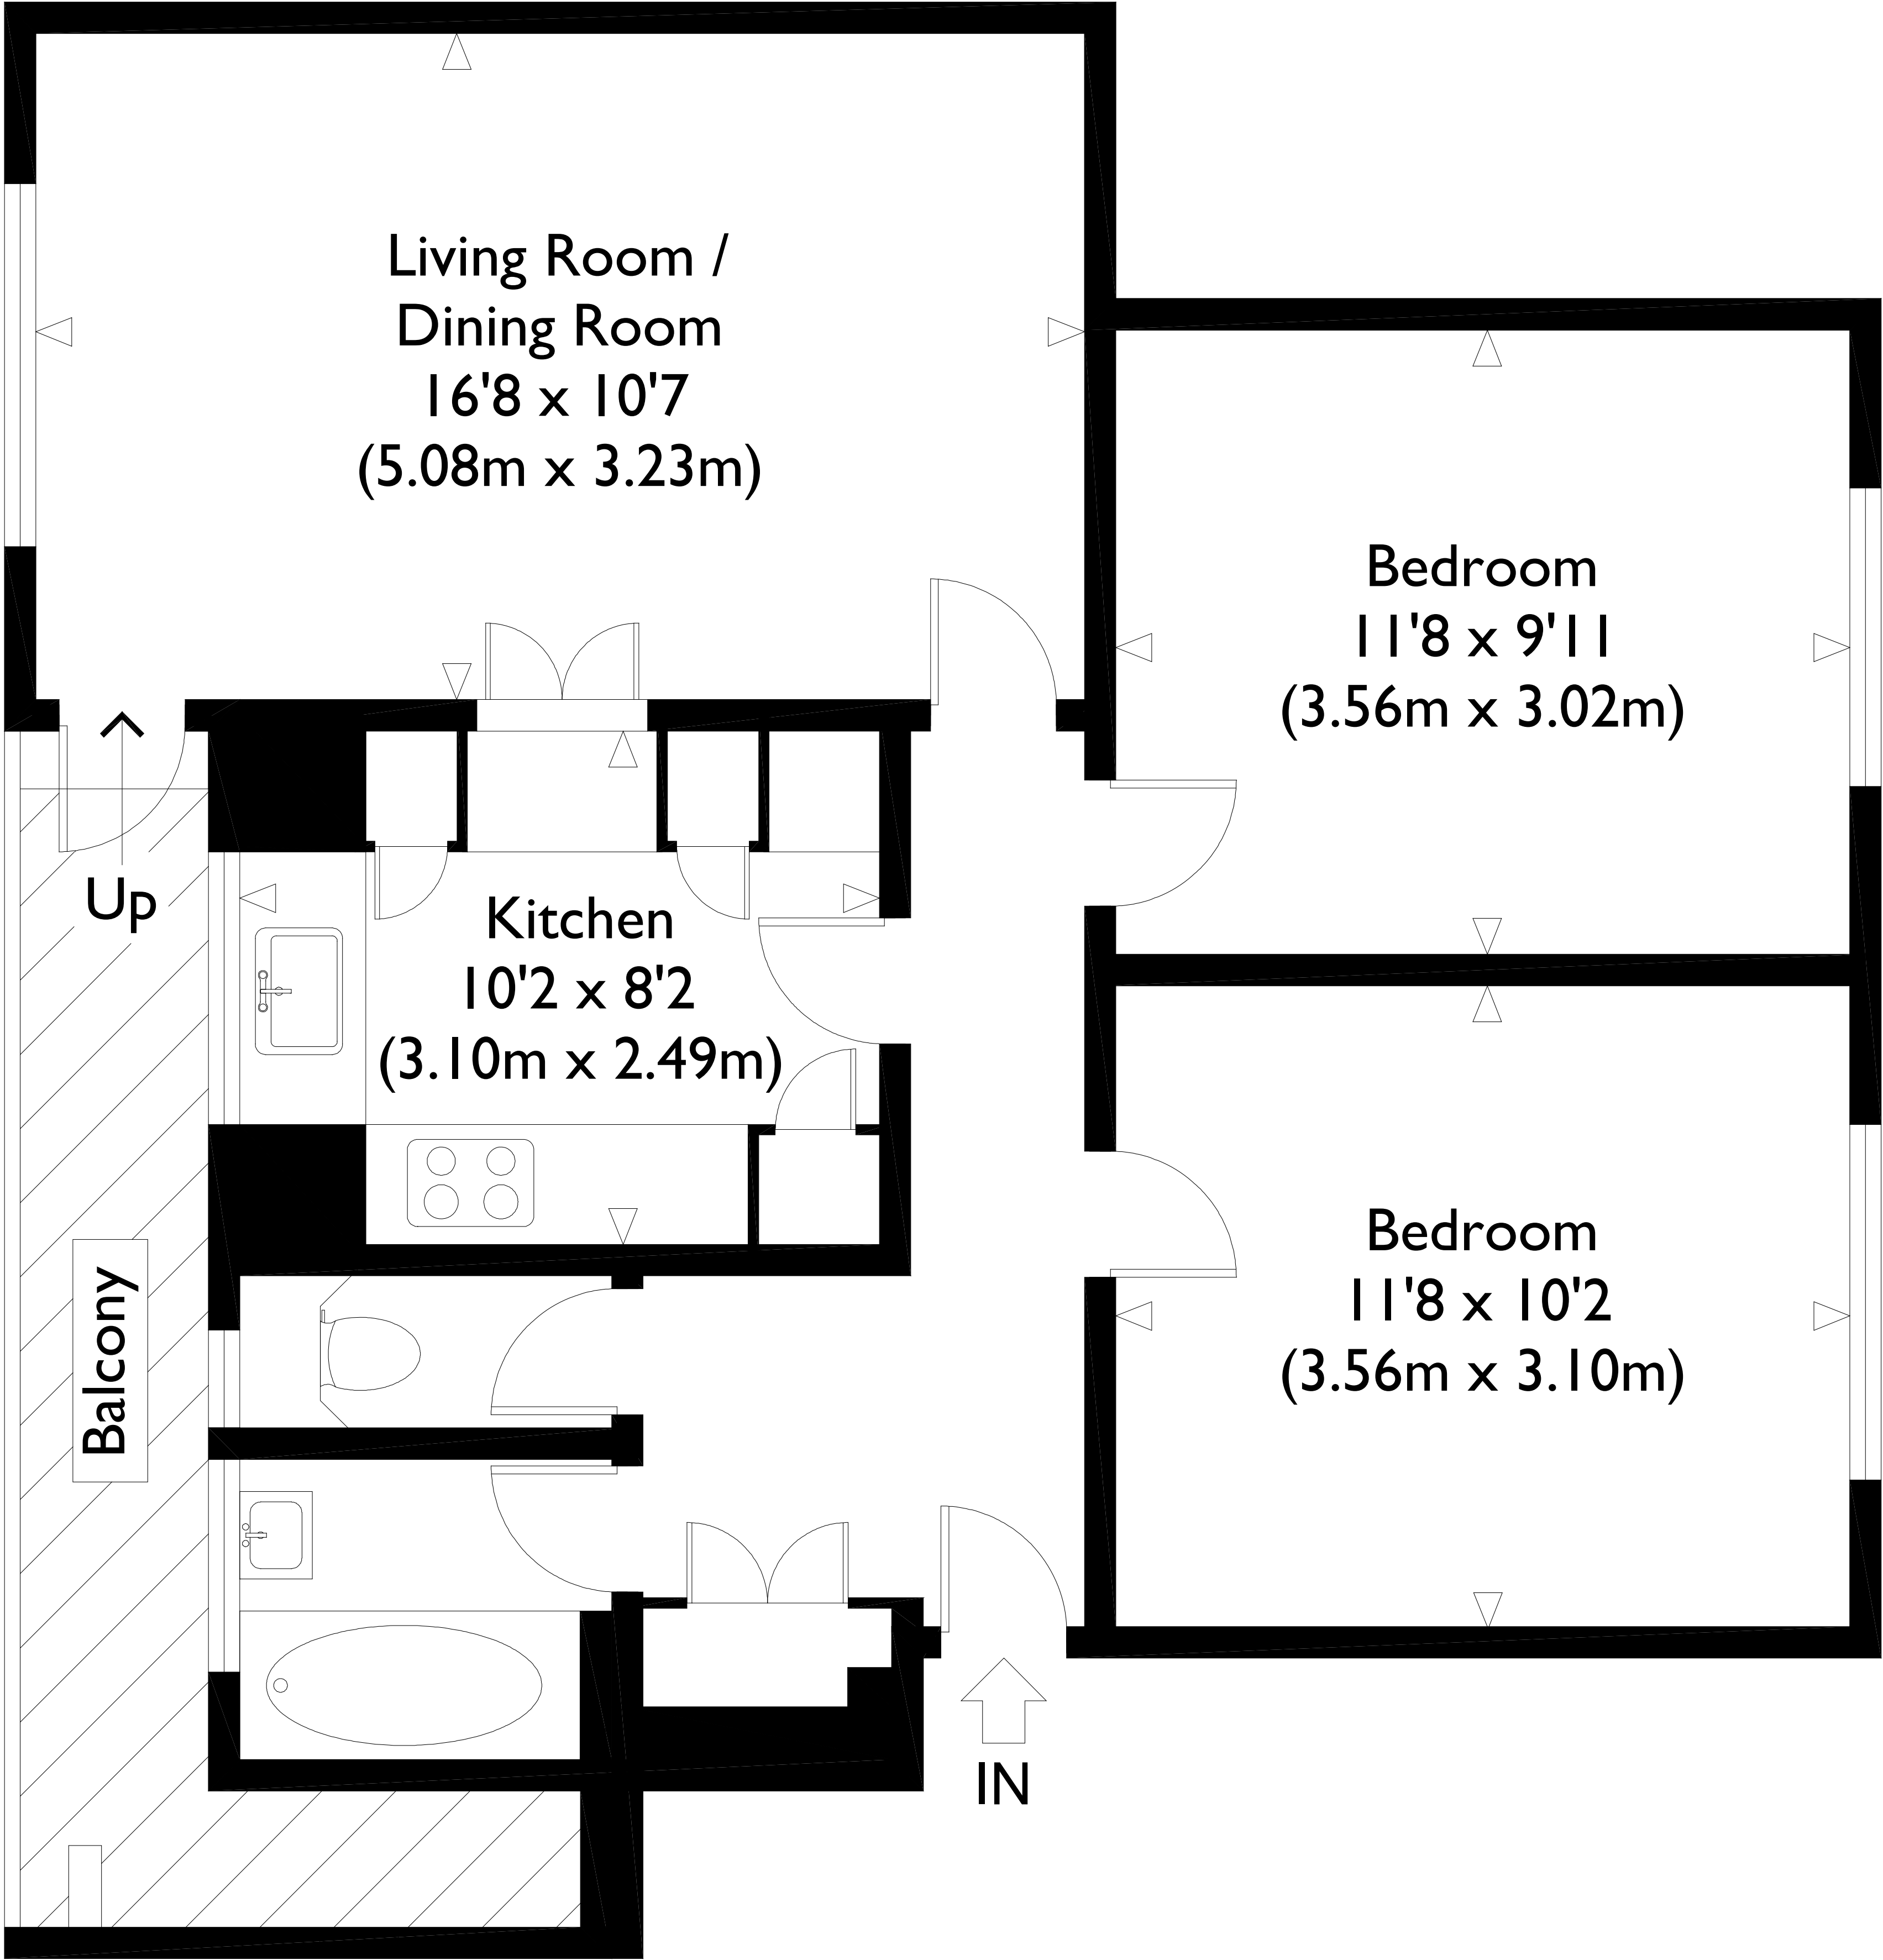 Living Room /
Dining Room
16'8 x 10'7
(5.08m x 3.23m)
Bedroom
11'8 x 9'11
(3.56m x 3.02m)
Up
Kitchen
10'2 x 8'2
(3.10m x 2.49m)
Bedroom
11'8 x 10'2
(3.56m x 3.10m)
Balcony
IN